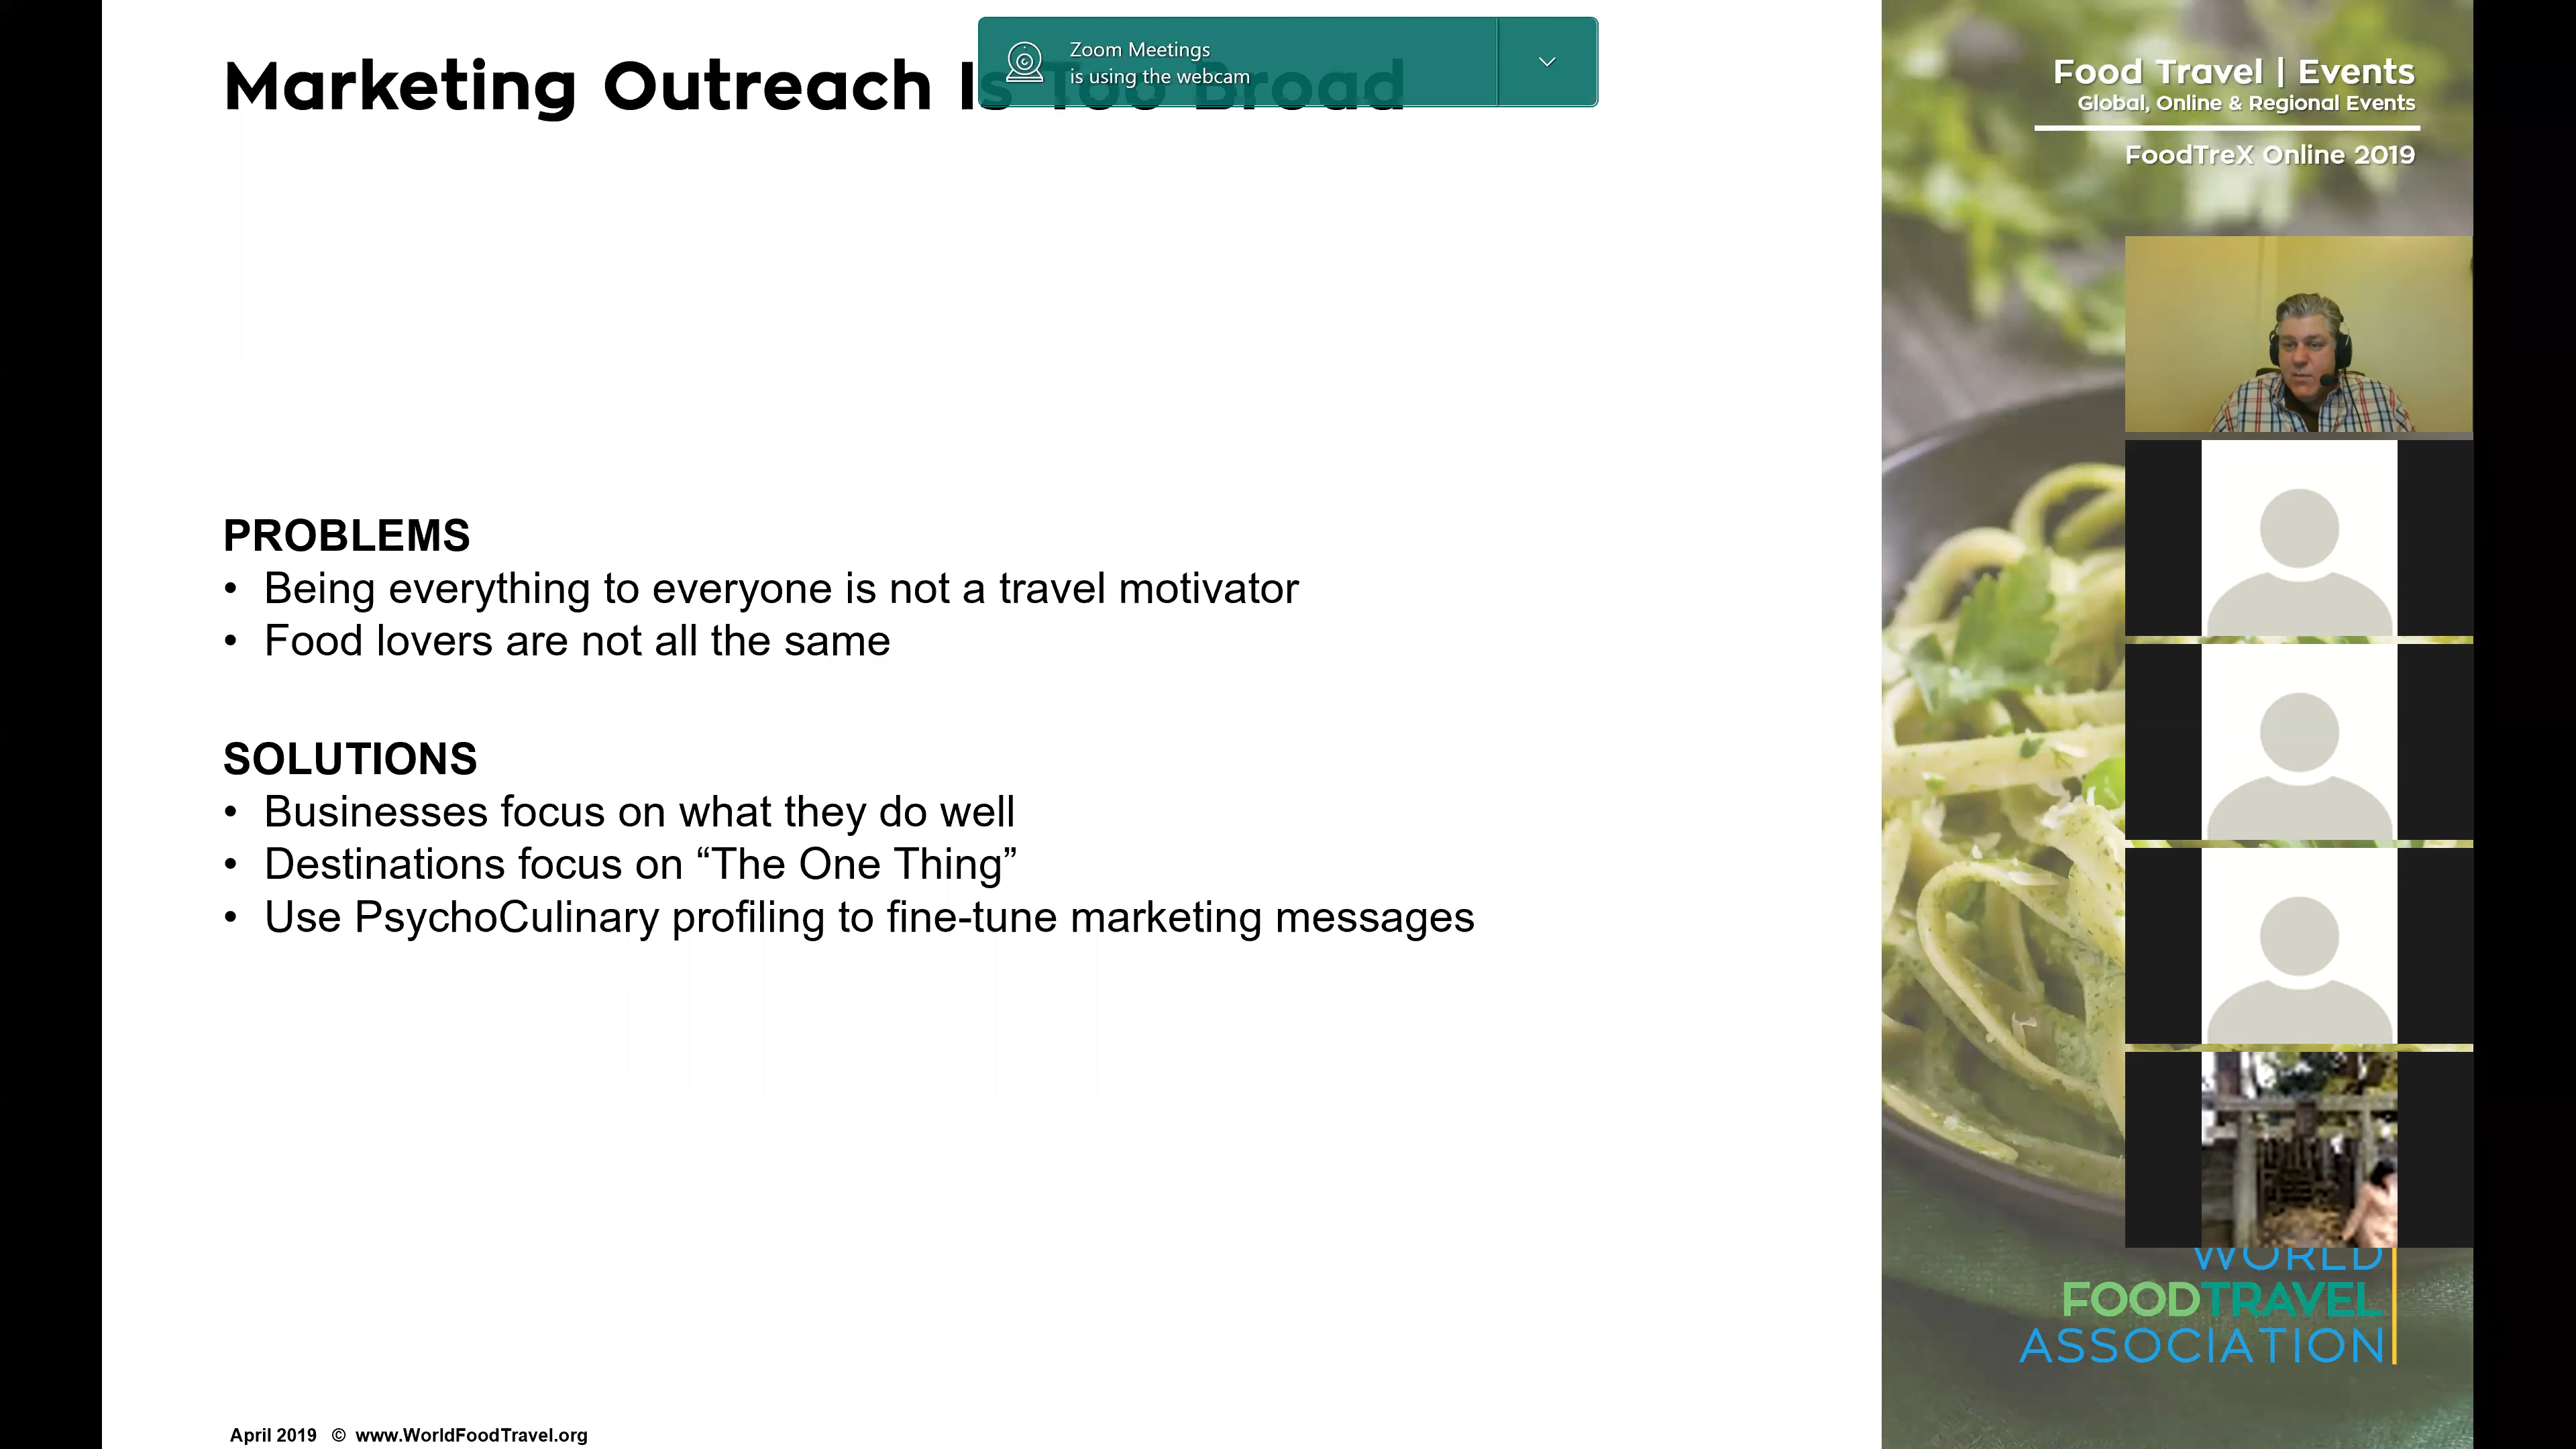 Marketing Outreach Is Too Broad
Zoom Meetings
is using the webcam
Food Travel | Events
Global, Online & Regional Events
FoodTreX Online 2019
PROBLEMS
• Being everything to everyone is not a travel motivator
• Food lovers are not all the same
SOLUTIONS
• Businesses focus on what they do well
• Destinations focus on “The One Thing”
• Use PsychoCulinary profiling to fine-tune marketing messages
WORLD
FOODTRAVEL
ASSOCIATION
April 2019 © www.WorldFoodTravel.org